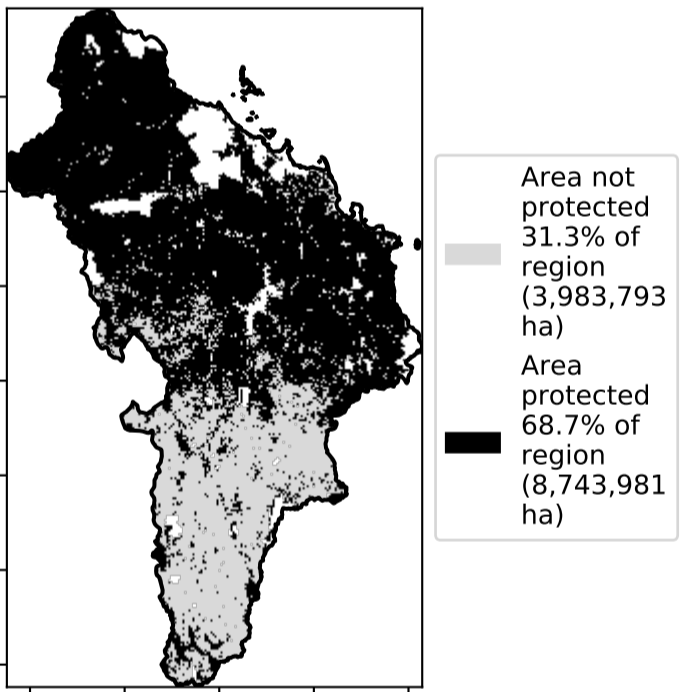 Area not
protected
31.3% of
region
(3,983,793
ha)
Area
protected
68.7% of
region
(8,743,981
ha)